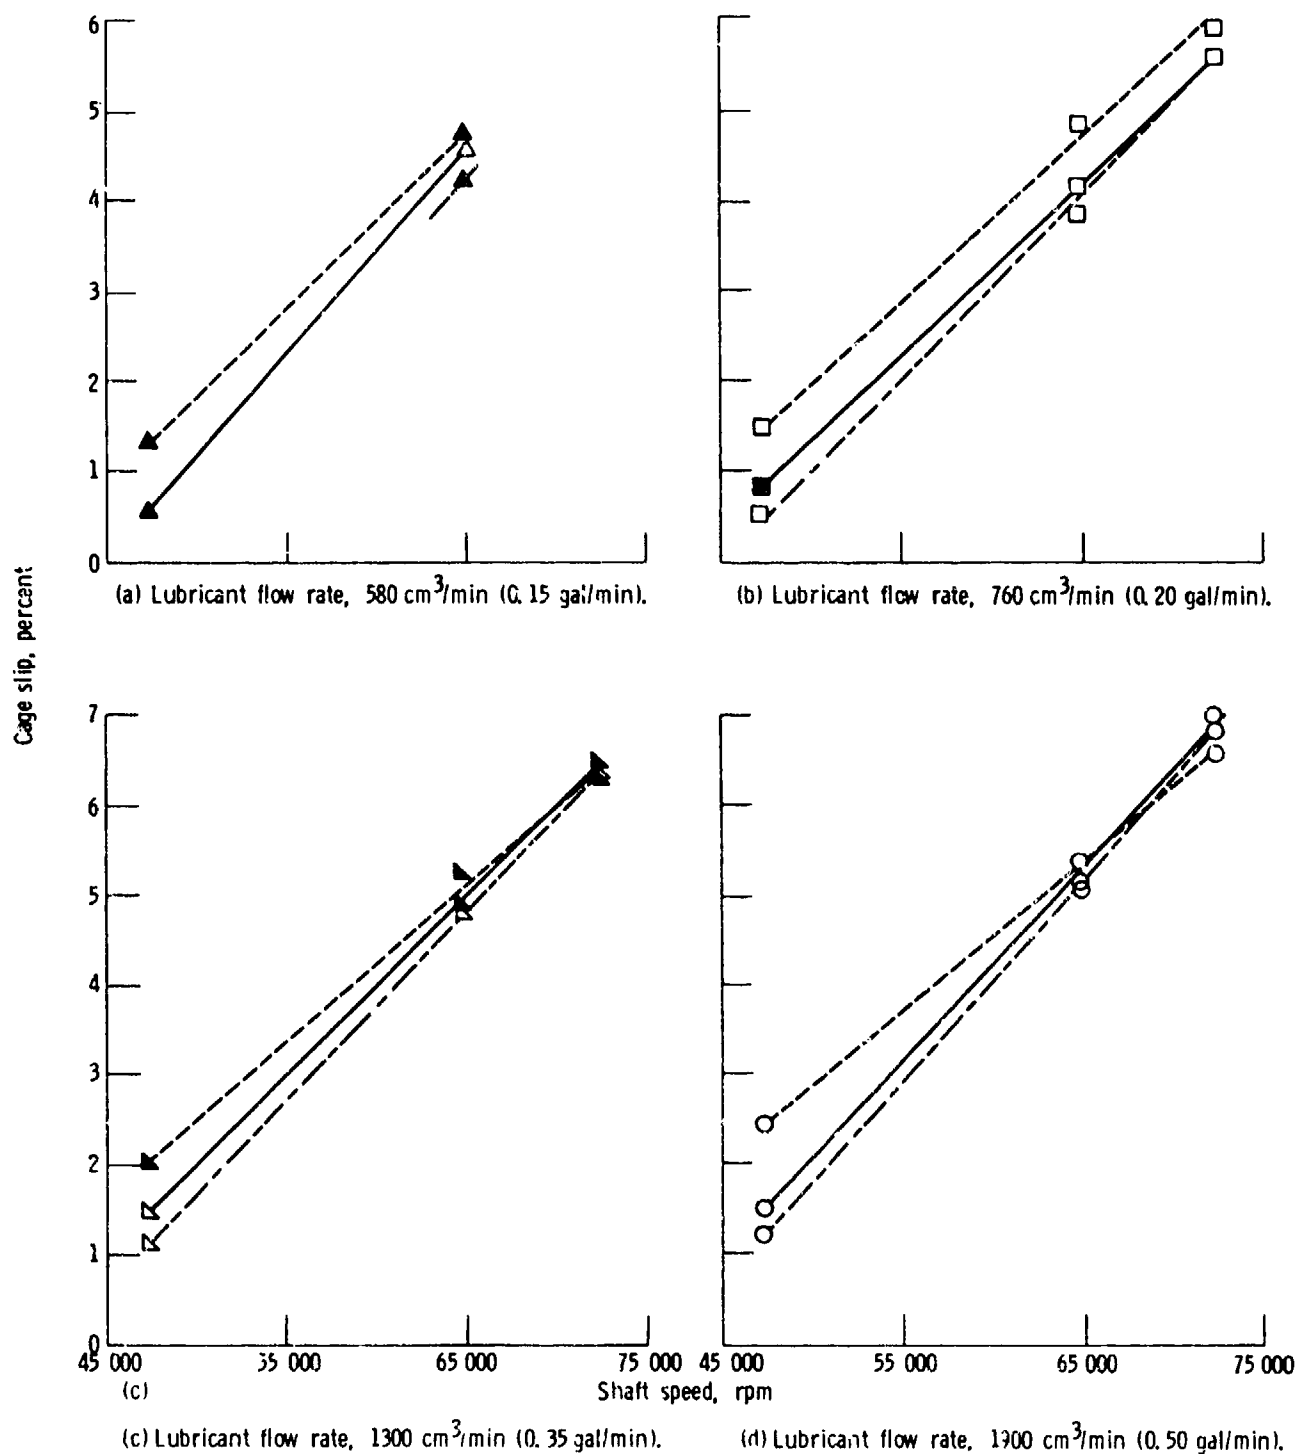 6
5
4
3
2
1
0
(a) Lubricant flow rate, 580 cm³/min (0.15 gal/min).
(b) Lubricant flow rate, 760 cm³/min (0.20 gal/min).
Cage slip, percent
7
6
5
4
3
2
1
0
45 000 55 000 65 000 75 000 45 000 55 000 65 000 75 000
(c) Shaft speed, rpm
(c) Lubricant flow rate, 1300 cm³/min (0.35 gal/min).
(d) Lubricant flow rate, 1900 cm³/min (0.50 gal/min).